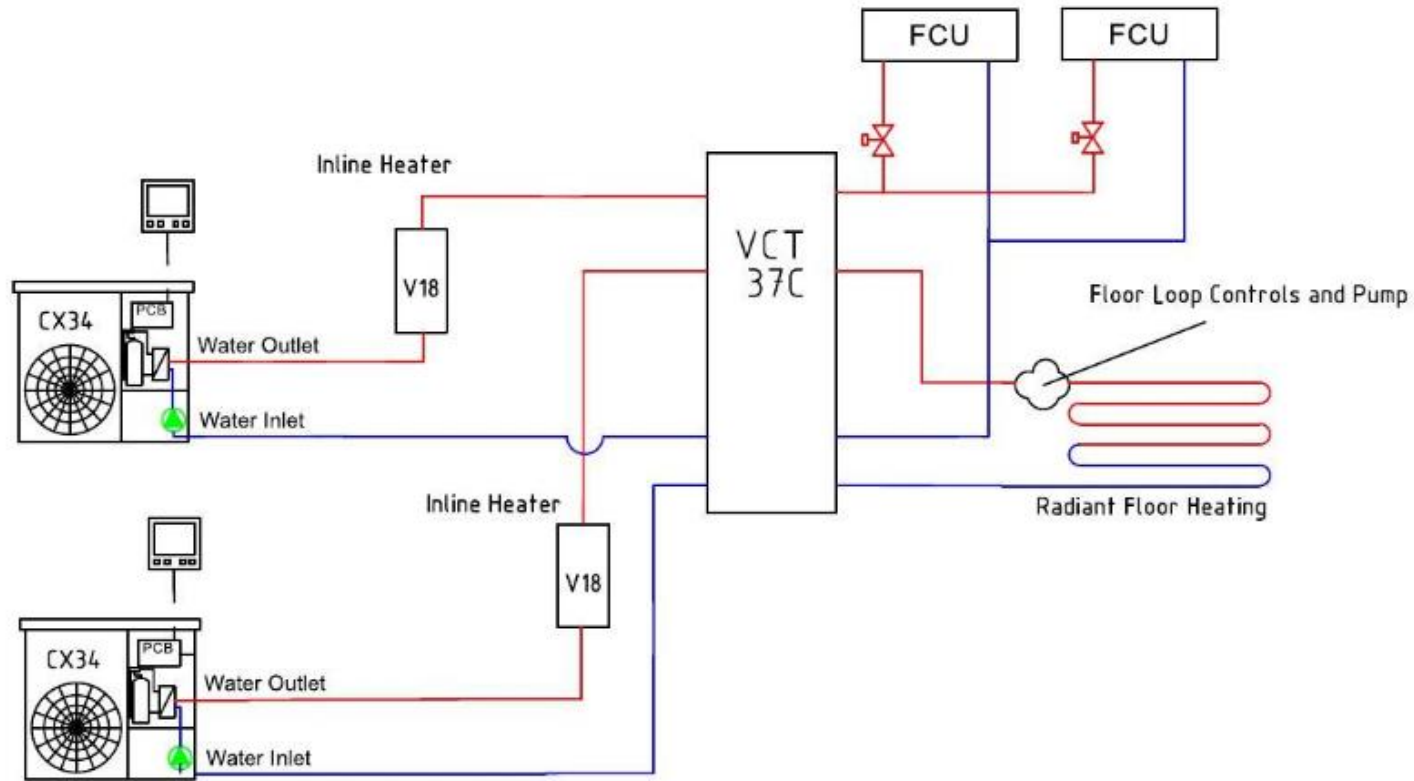 FCU
FCU
Inline Heater
VCT
37C
V18
Floor Loop Controls and Pump
PCB
CX34
Water Outlet
Water Inlet
Inline Heater
Radiant Floor Heating
V18
PCB
CX34
Water Outlet
Water Inlet